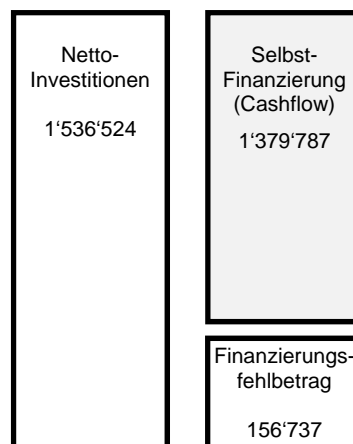 Netto-
Investitionen
1‘536‘524
Selbst-
Finanzierung
(Cashflow)
1‘379‘787
Finanzierungs-
fehlbetrag
156‘737